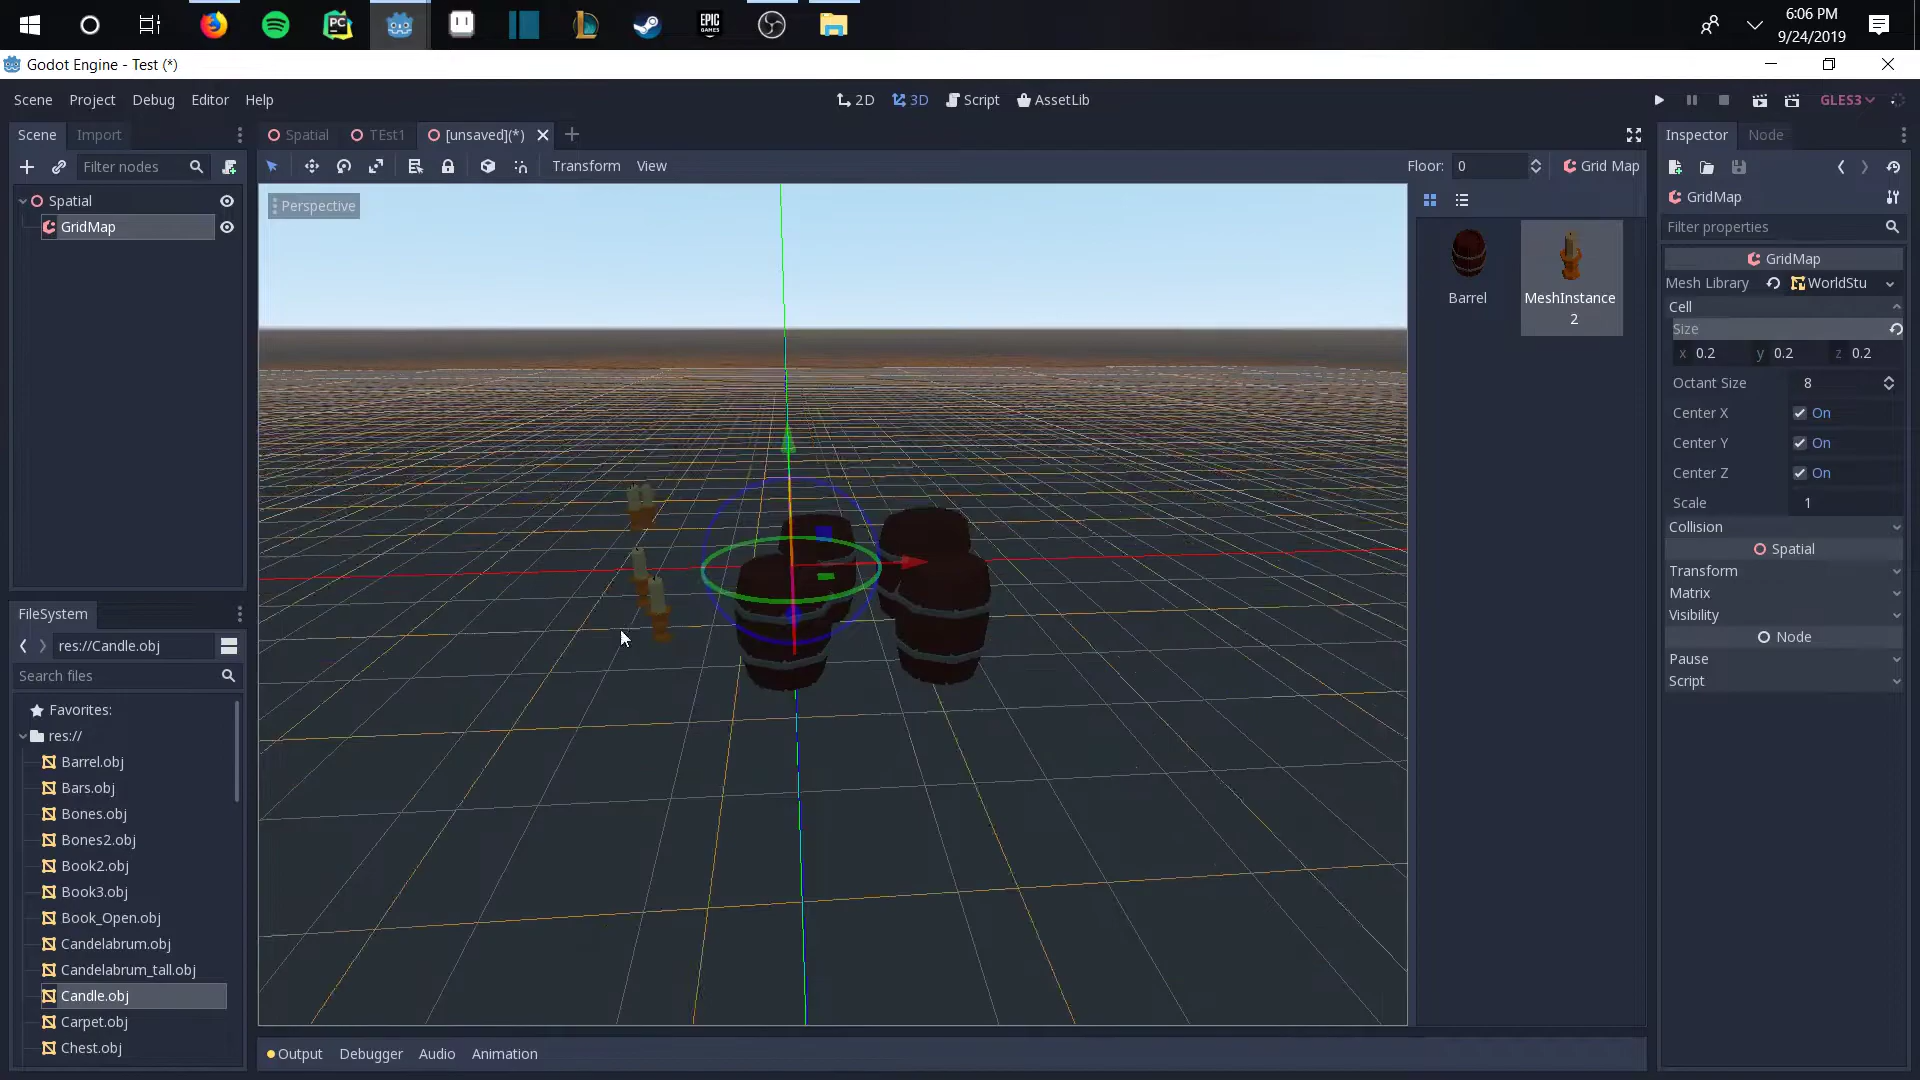 PC
EPIC
GAMES
6:06 PM
9/24/2019
Godot Engine - Test (*)
Scene Project Debug Editor Help
2D 3D Script AssetLib
GLES3
Scene Import
Spatial TEst1 [unsaved](*)
Inspector Node
Filter nodes
Transform View
Floor: 0 Grid Map
Spatial
GridMap
Perspective
Barrel
MeshInstance
2
GridMap
Filter properties
GridMap
Mesh Library WorldStu
Cell
Size
x 0.2 y 0.2 z 0.2
Octant Size 8
Center X On
Center Y On
Center Z On
Scale 1
Collision
Spatial
Transform
Matrix
Visibility
Node
Pause
Script
FileSystem
res://Candle.obj
Search files
Favorites:
res://
Barrel.obj
Bars.obj
Bones.obj
Bones2.obj
Book2.obj
Book3.obj
Book_Open.obj
Candelabrum.obj
Candelabrum_tall.obj
Candle.obj
Carpet.obj
Chest.obj
Output Debugger Audio Animation